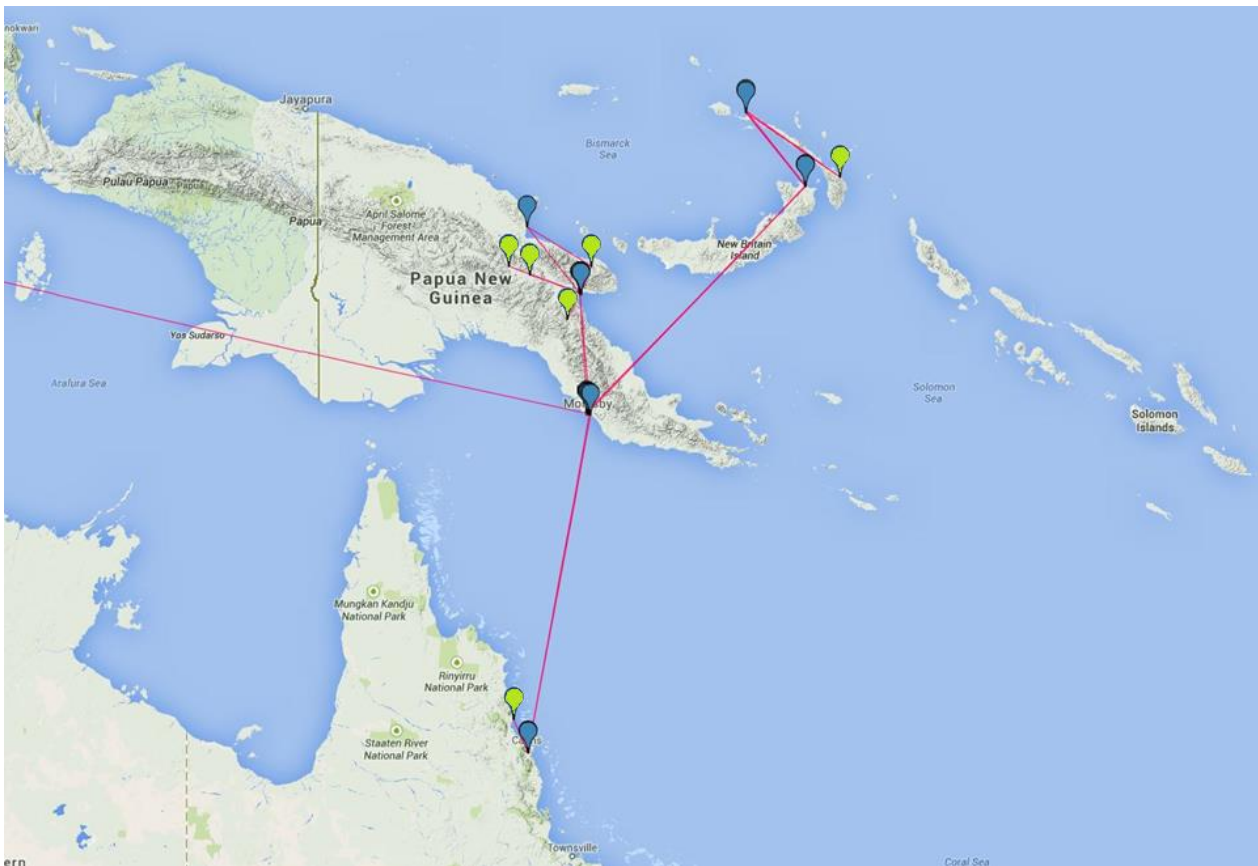 nokwari
Jayapura
Bismarck
Sea
Pulau Papua
Papua
Papua
April Salome
Forest
Management Area
New Britain
Island
Papua New
Guinea
Yos Sudarso
Arafura Sea
Solomon
Sea
Solomon
Islands
Mungkan Kandju
National Park
Rinyirru
National Park
Staaten River
National Park
Townsville
Coral Sea
ern